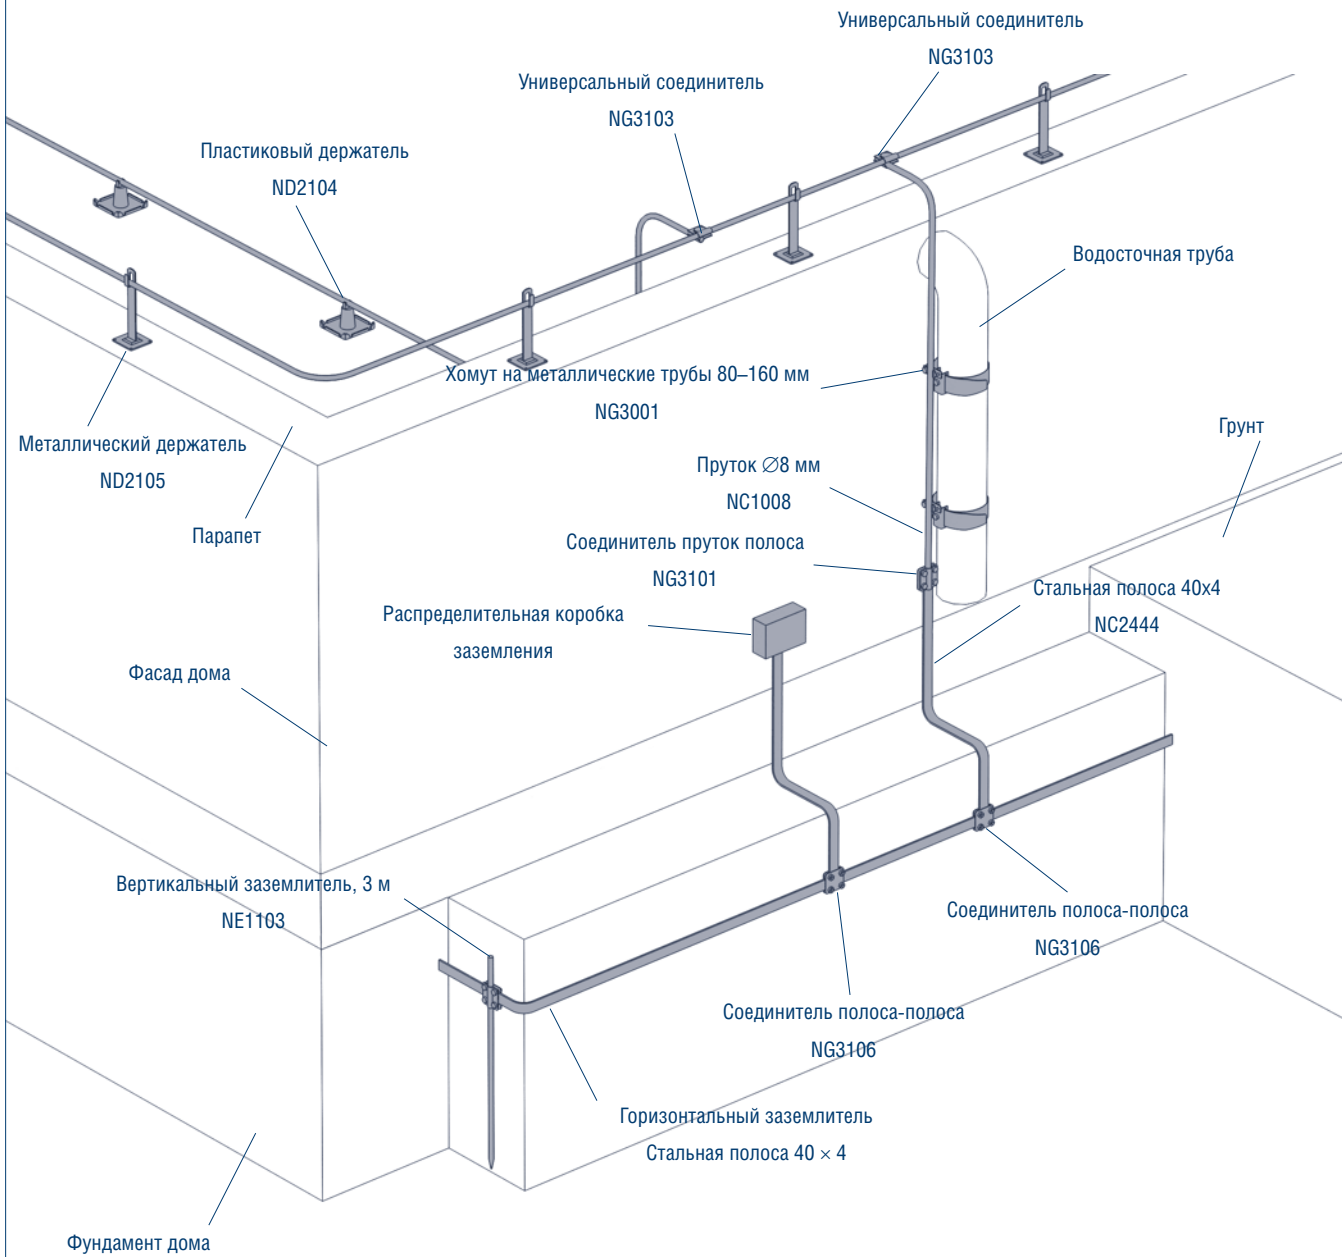 Универсальный соединитель
NG3103
Универсальный соединитель
NG3103
Пластиковый держатель
ND2104
Водосточная труба
Хомут на металлические трубы 80–160 мм
NG3001
Металлический держатель
ND2105
Грунт
Пруток ∅8 мм
NC1008
Парапет
Соединитель пруток полоса
NG3101
Стальная полоса 40х4
NC2444
Распределительная коробка
заземления
Фасад дома
Вертикальный заземлитель, 3 м
NE1103
Соединитель полоса-полоса
NG3106
Соединитель полоса-полоса
NG3106
Горизонтальный заземлитель
Стальная полоса 40 × 4
Фундамент дома